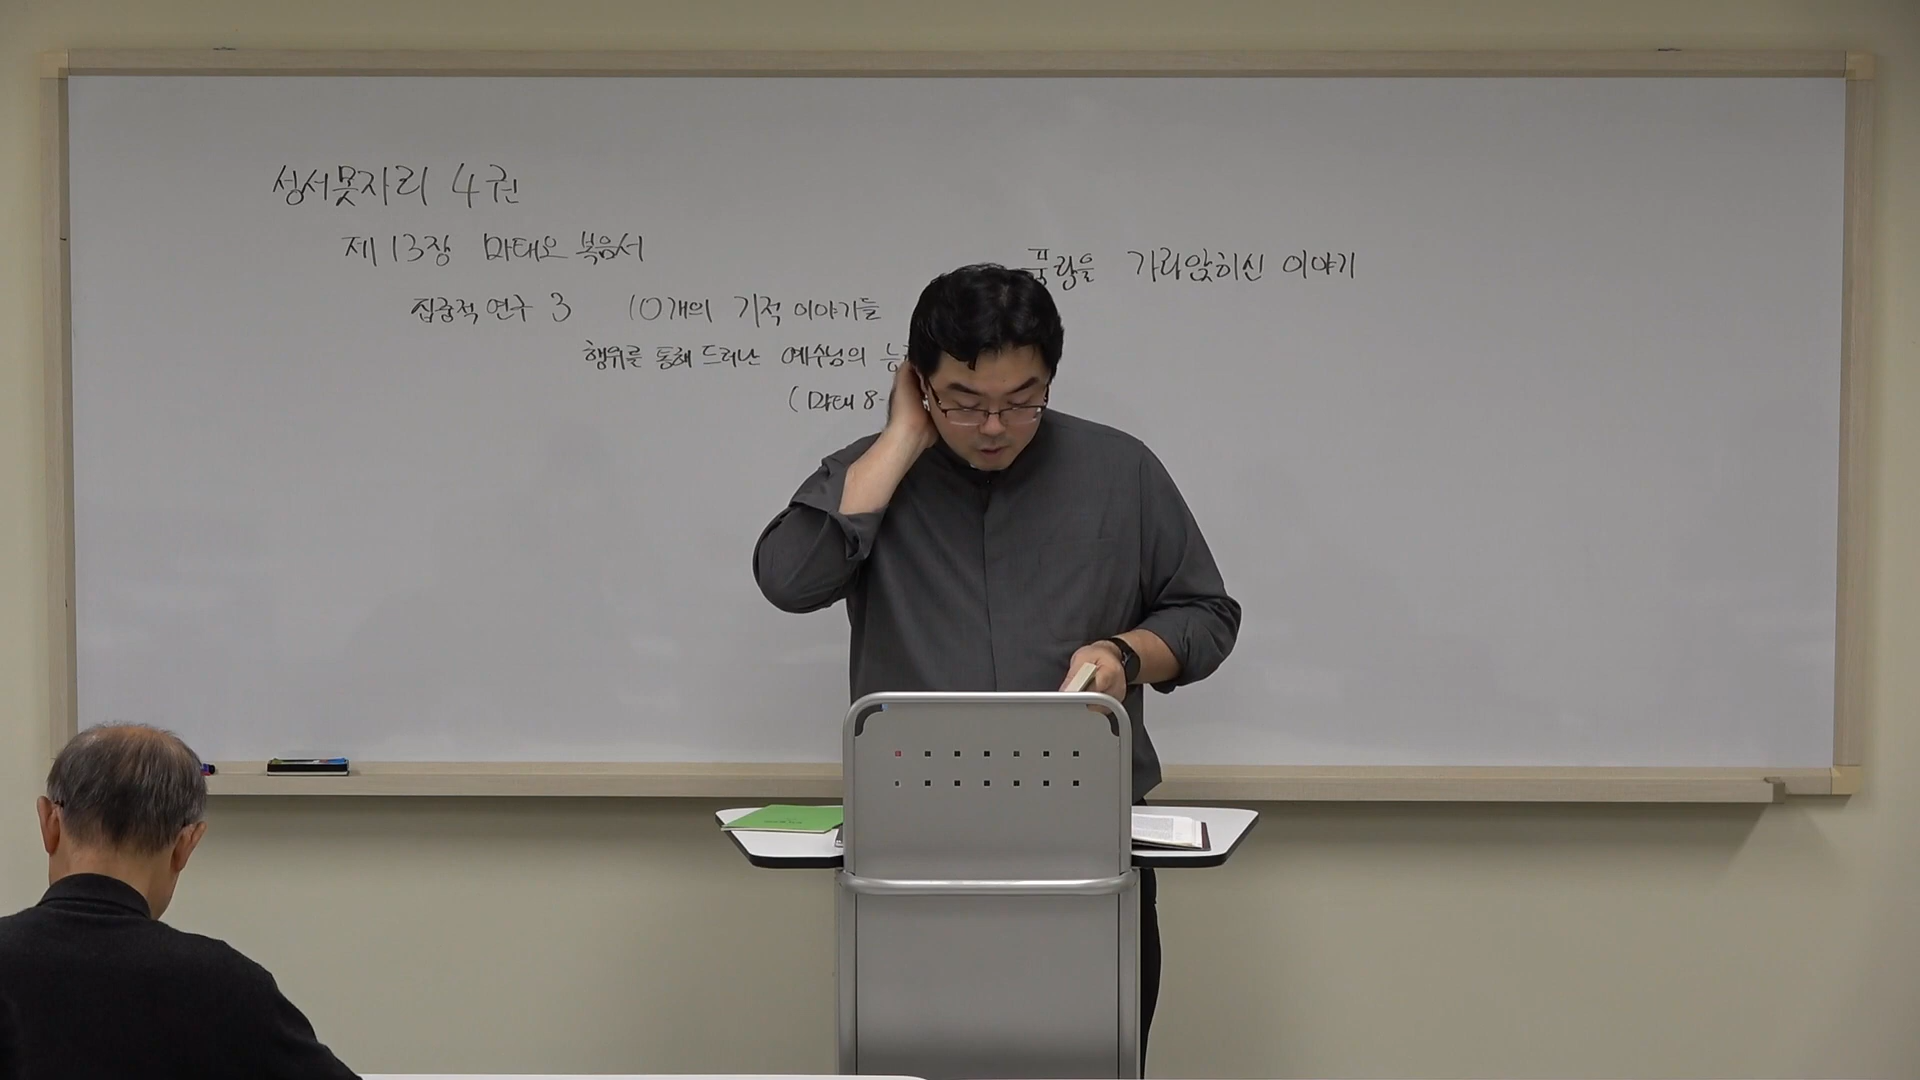 성서못자리 4권
제 13장 마태오 복음서
집중적 연구 3 10개의 기적 이야기들
행위를 통해 드러난 예수님의
(마태 8-
풍랑을 가라앉히신 이야기